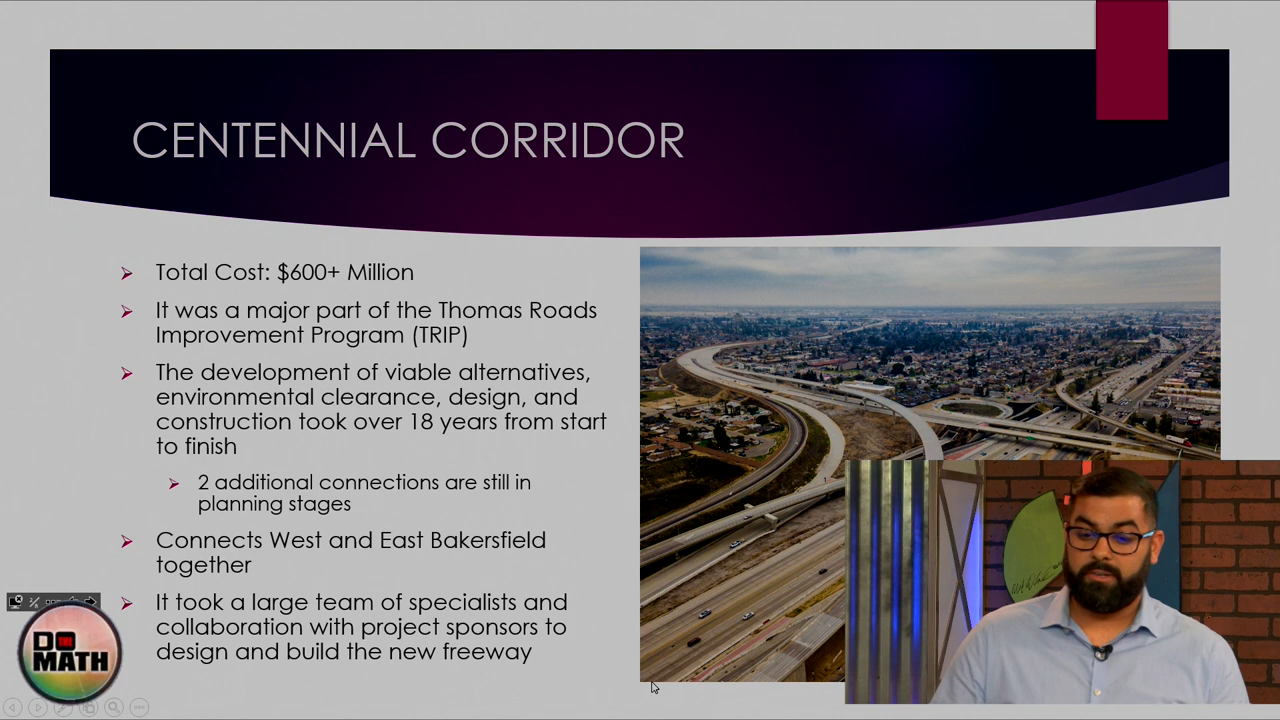 CENTENNIAL CORRIDOR
Total Cost: $600+ Million
It was a major part of the Thomas Roads
Improvement Program (TRIP)
The development of viable alternatives,
environmental clearance, design, and
construction took over 18 years from start
to finish
2 additional connections are still in
planning stages
Connects West and East Bakersfield
together
It took a large team of specialists and
collaboration with project sponsors to
design and build the new freeway
DO THE
MATH